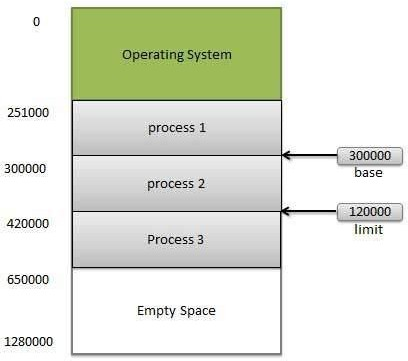 0
Operating System
251000
process 1
300000
300000
base
process 2
420000
120000
limit
Process 3
650000
Empty Space
1280000